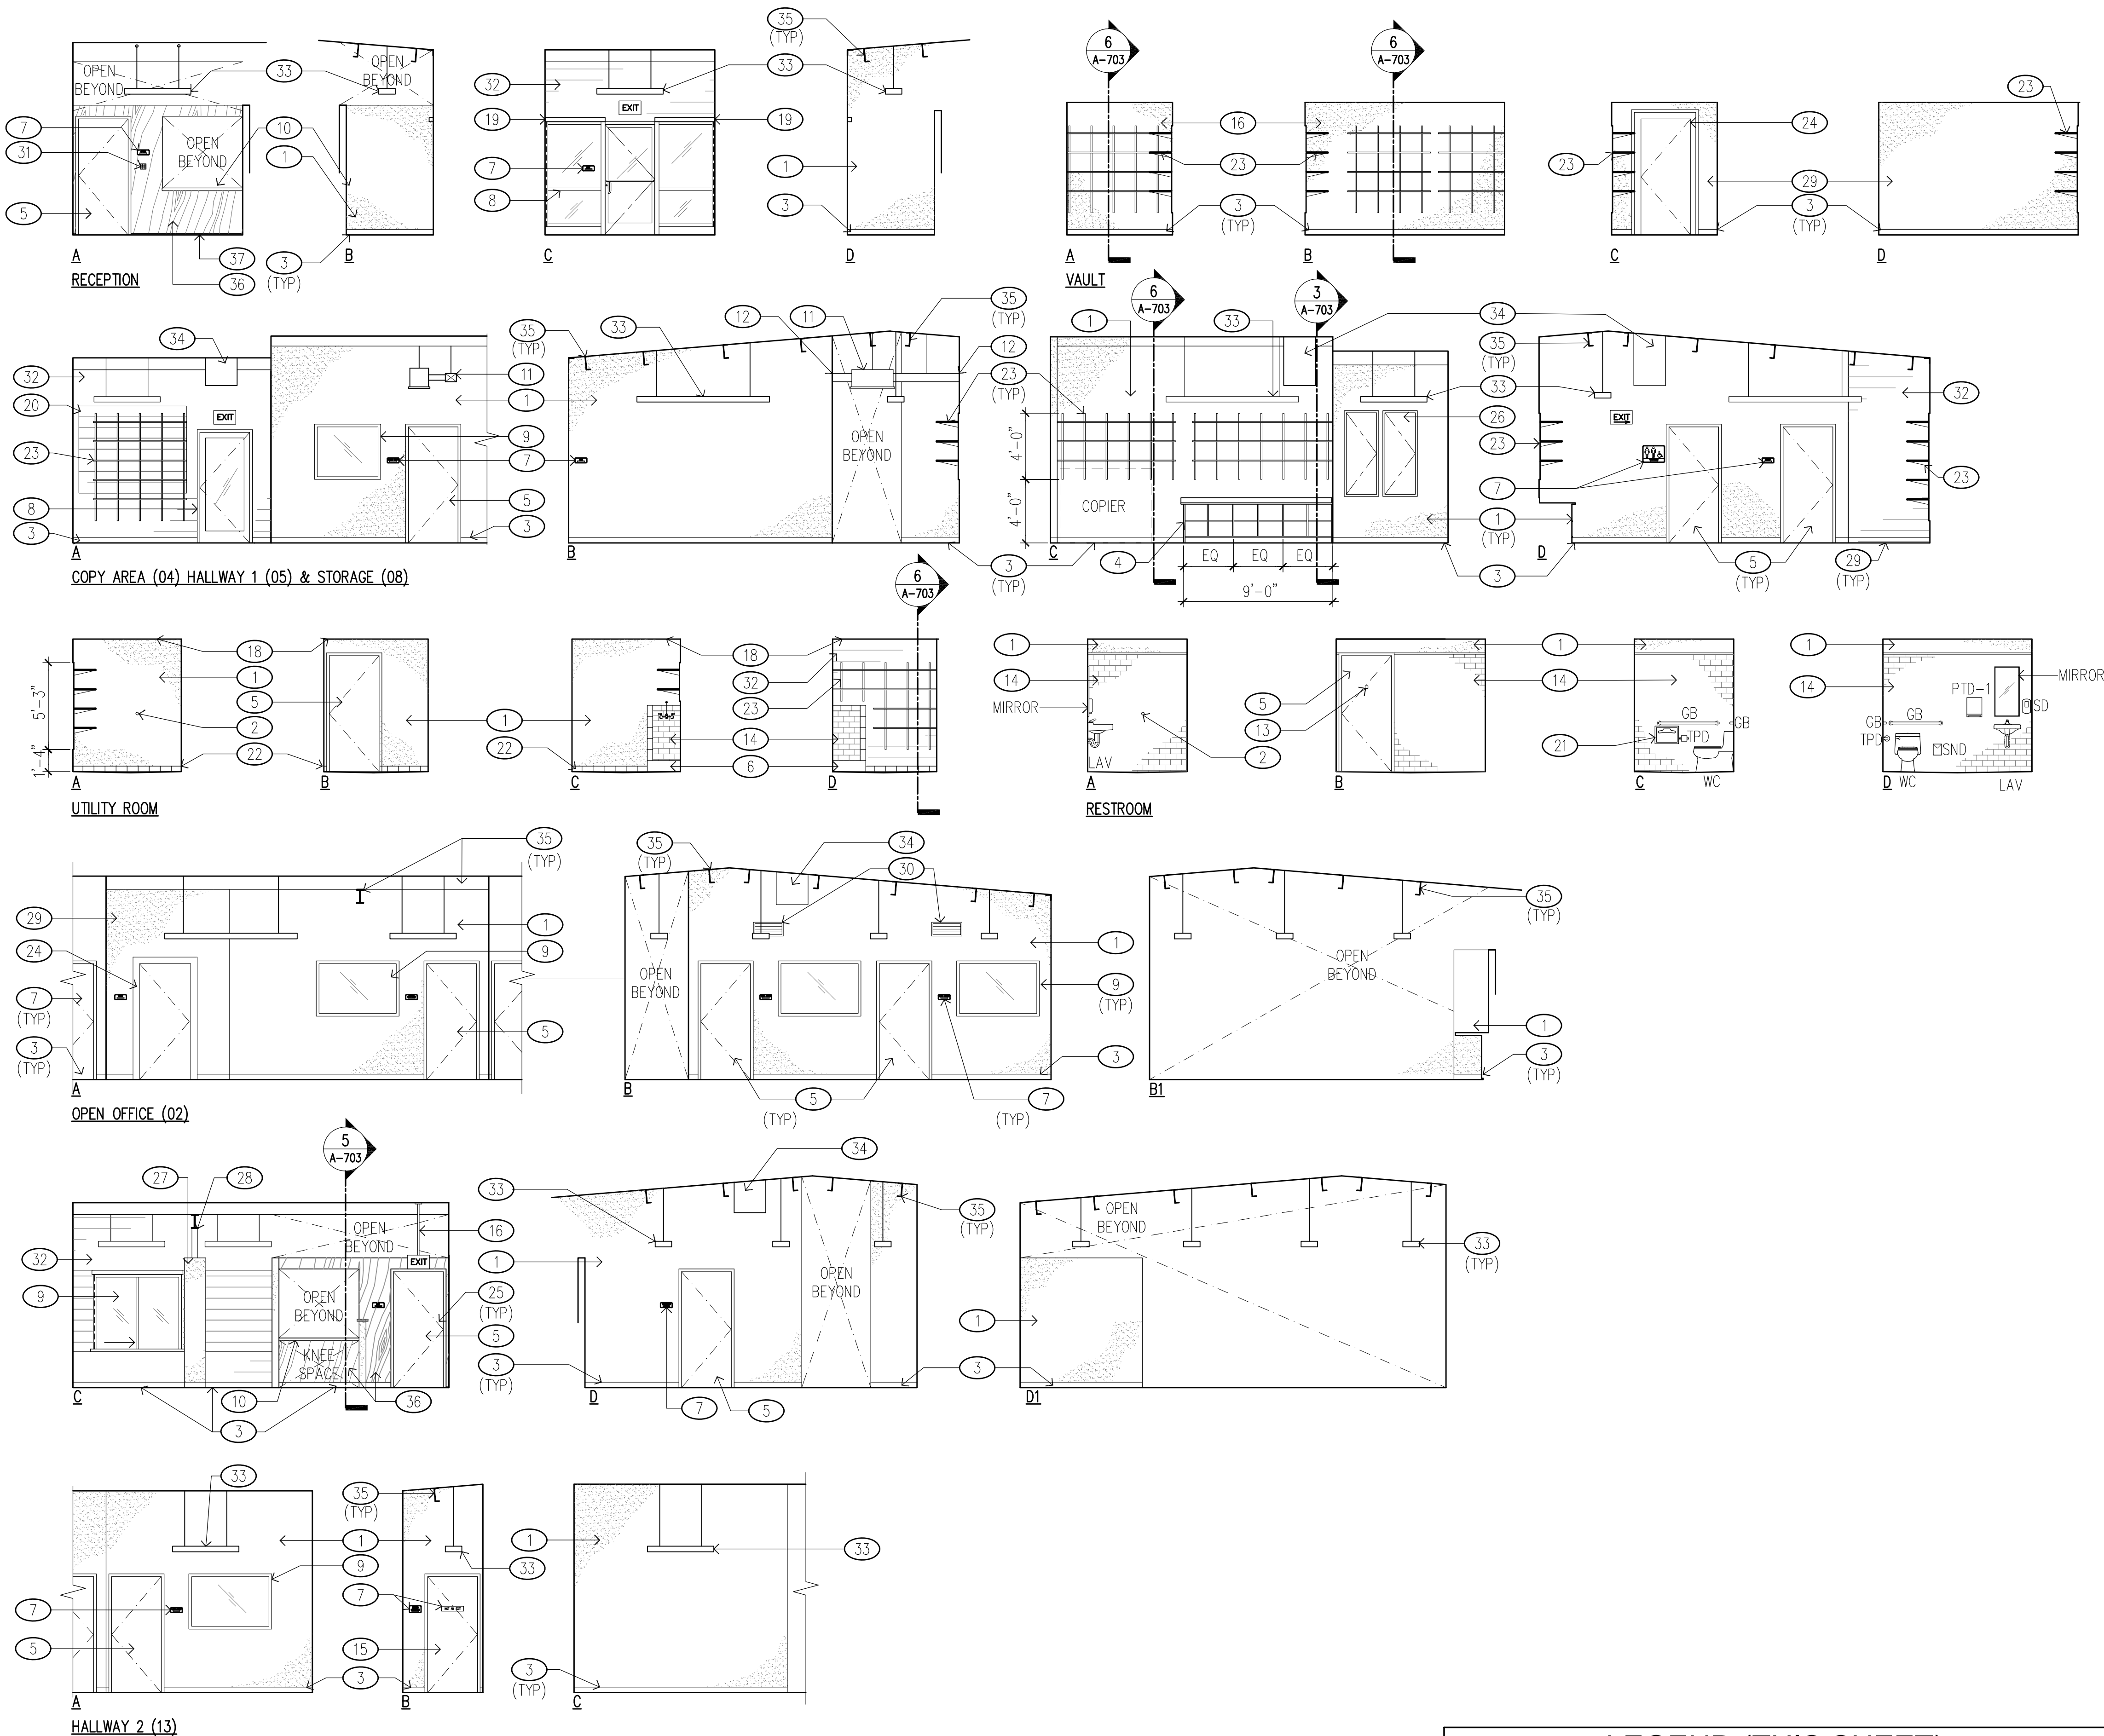 OPEN
BEYOND
33
OPEN
BEYOND
7
31
10
1
OPEN
BEYOND
5
3
(TYP)
37
36
A
B
RECEPTION
35
(TYP)
32
33
EXIT
19
19
7
8
1
3
C
D
6
A-703
6
A-703
16
23
3
(TYP)
A
B
VAULT
23
24
23
29
3
(TYP)
C
D
34
32
20
11
1
EXIT
9
7
23
8
5
3
3
A
COPY AREA (04) HALLWAY 1 (05) & STORAGE (08)
35
(TYP)
33
12
11
35
(TYP)
12
23
(TYP)
OPEN
BEYOND
B
3
(TYP)
6
A-703
3
A-703
1
33
34
4'-0"
4'-0"
COPIER
26
1
(TYP)
C
4
EQ
EQ
EQ
9'-0"
3
35
(TYP)
33
32
EXIT
23
7
23
D
5
(TYP)
29
(TYP)
5'-3"
1'-4"
18
1
5
2
22
A
B
UTILITY ROOM
1
22
18
32
23
14
6
C
D
6
A-703
1
14
MIRROR
LAV
2
A
RESTROOM
5
13
B
1
14
21
GB
GB
TPD
C
WC
1
14
MIRROR
PTD-1
SD
GB
GB
TPD
SND
D
WC
LAV
35
(TYP)
29
1
24
9
7
(TYP)
5
3
(TYP)
A
OPEN OFFICE (02)
35
(TYP)
34
30
1
OPEN
BEYOND
9
(TYP)
3
B
5
(TYP)
7
(TYP)
35
(TYP)
OPEN
BEYOND
1
3
(TYP)
B1
5
A-703
27
28
OPEN
BEYOND
16
32
EXIT
1
9
OPEN
BEYOND
25
(TYP)
5
KNEE
SPACE
3
(TYP)
C
10
36
3
34
33
35
(TYP)
OPEN
BEYOND
D
7
5
1
3
OPEN
BEYOND
33
(TYP)
D1
33
35
(TYP)
1
33
9
7
7
5
15
3
A
B
HALLWAY 2 (13)
1
33
3
(TYP)
C